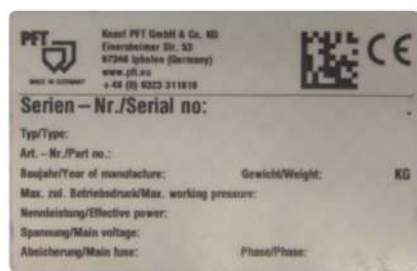 PFT
MADE IN GERMANY
Knauf PFT GmbH & Co. KG
Einersheimer Str. 53
97346 Iphofen (Germany)
www.pft.eu
+49 (0) 9323 311818
CE
Serien – Nr./Serial no:
Typ/Type:
Art. – Nr./Part no.:
Baujahr/Year of manufacture:
Gewicht/Weight: KG
Max. zul. Betriebsdruck/Max. working pressure:
Nennleistung/Effective power:
Spannung/Main voltage:
Absicherung/Main fuse:
Phase/Phase: